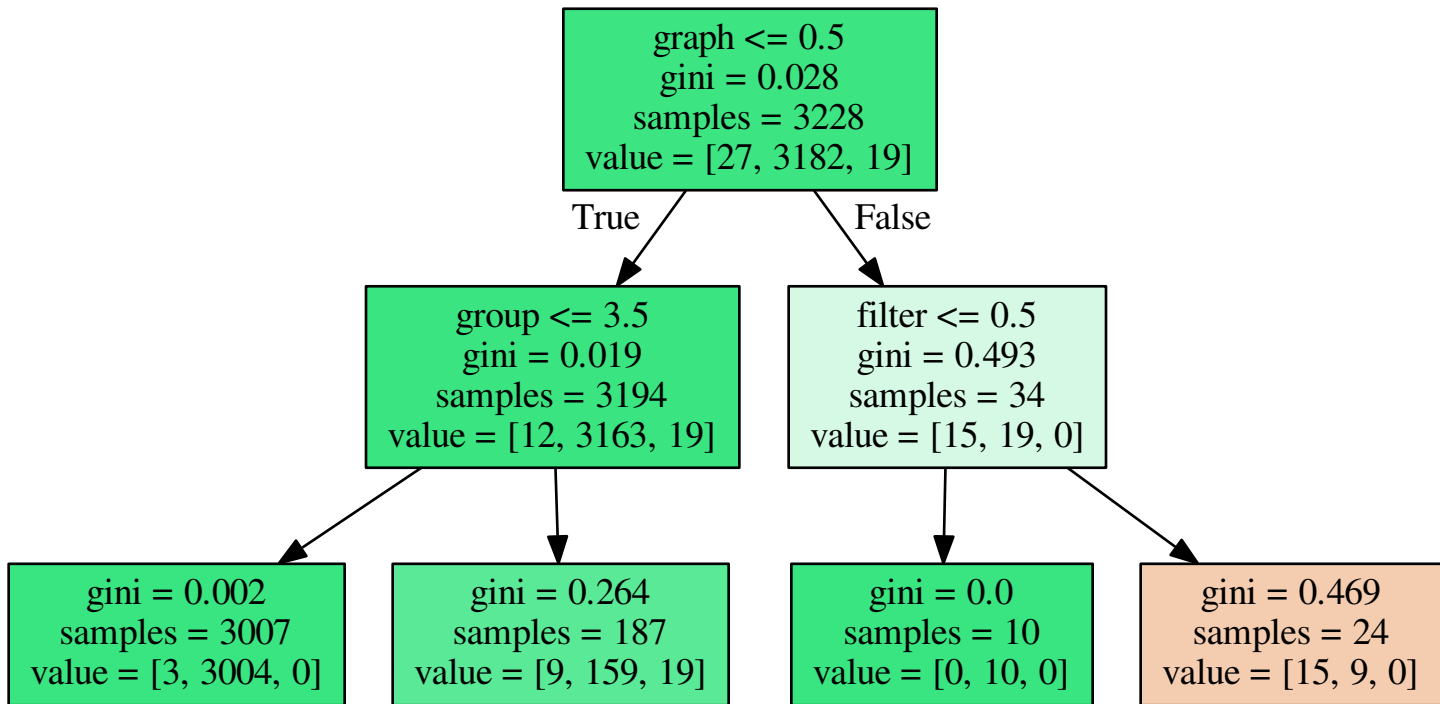 graph <= 0.5
gini = 0.028
samples = 3228
value = [27, 3182, 19]
True
False
group <= 3.5
gini = 0.019
samples = 3194
value = [12, 3163, 19]
filter <= 0.5
gini = 0.493
samples = 34
value = [15, 19, 0]
gini = 0.002
samples = 3007
value = [3, 3004, 0]
gini = 0.264
samples = 187
value = [9, 159, 19]
gini = 0.0
samples = 10
value = [0, 10, 0]
gini = 0.469
samples = 24
value = [15, 9, 0]